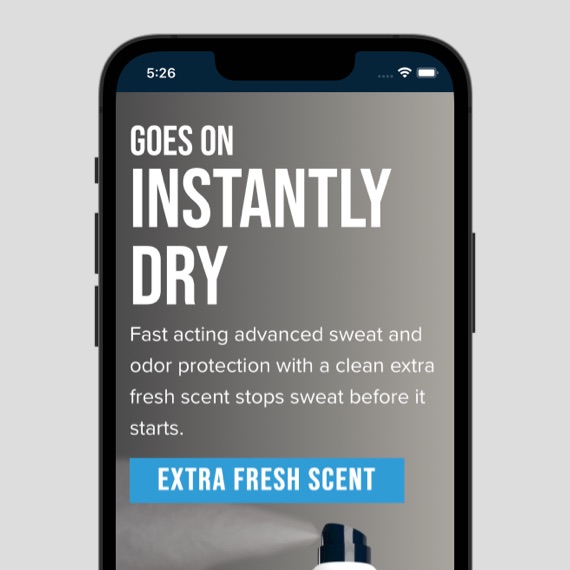 5:26
GOES ON
INSTANTLY
DRY
Fast acting advanced sweat and
odor protection with a clean extra
fresh scent stops sweat before it
starts.
EXTRA FRESH SCENT